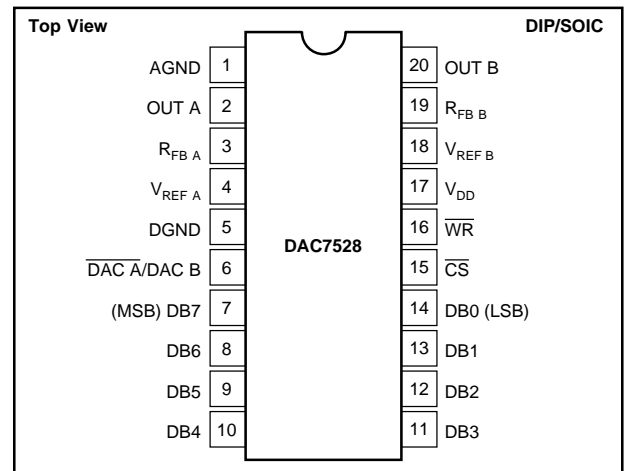 Top View DIP/SOIC
AGND 1 20 OUT B
OUT A 2 19 RFB B
RFB A 3 18 VREF B
VREF A 4 17 VDD
DGND 5 16 WR
DAC7528
DAC A/DAC B 6 15 CS
(MSB) DB7 7 14 DB0 (LSB)
DB6 8 13 DB1
DB5 9 12 DB2
DB4 10 11 DB3